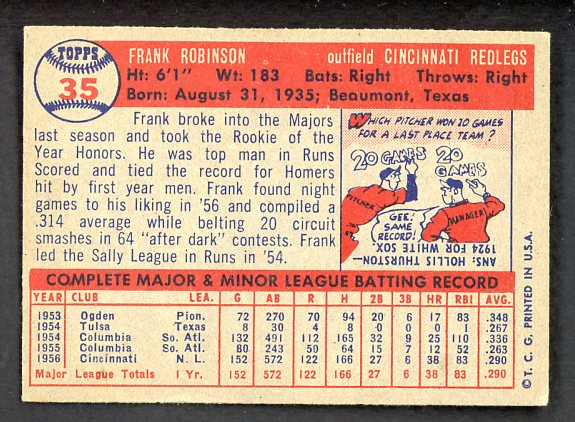 TOPPS
35
FRANK ROBINSON outfield CINCINNATI REDLEGS
Ht: 6'1" Wt: 183 Bats: Right Throws: Right
Born: August 31, 1935; Beaumont, Texas
Frank broke into the Majors
last season and took the Rookie of the
Year Honors. He was top man in Runs
Scored and tied the record for Homers
hit by first year men. Frank found night
games to his liking in '56 and compiled a
.314 average while belting 20 circuit
smashes in 64 "after dark" contests. Frank
led the Sally League in Runs in '54.
WHICH PITCHER WON 20 GAMES
FOR A LAST PLACE TEAM?
20 GAMES
20 GAMES
PITCHER
MANAGER
GEE!
SAME
RECORD!
ANS: HOLLIS THURSTON—
1924 FOR WHITE SOX.
COMPLETE MAJOR & MINOR LEAGUE BATTING RECORD
YEAR CLUB LEA. G AB R H 2B 3B HR RBI AVG.
1953 Ogden Pion. 72 270 70 94 20 6 17 83 .348
1954 Tulsa Texas 8 30 4 8 0 0 0 1 .267
1954 Columbia So. Atl. 132 491 112 165 32 9 25 110 .336
1955 Columbia So. Atl. 80 243 50 64 15 7 12 52 .263
1956 Cincinnati N. L. 152 572 122 166 27 6 38 83 .290
Major League Totals 1 Yr. 152 572 122 166 27 6 38 83 .290
© T. C. G. PRINTED IN U.S.A.